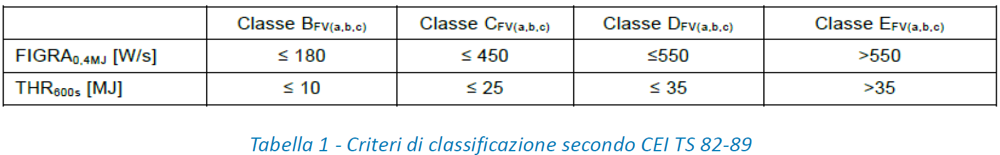 Classe BFV(a,b,c) Classe CFV(a,b,c) Classe DFV(a,b,c) Classe EFV(a,b,c)
FIGRA0,4MJ [W/s] ≤ 180 ≤ 450 ≤550 >550
THR600s [MJ] ≤ 10 ≤ 25 ≤ 35 >35
Tabella 1 - Criteri di classificazione secondo CEI TS 82-89